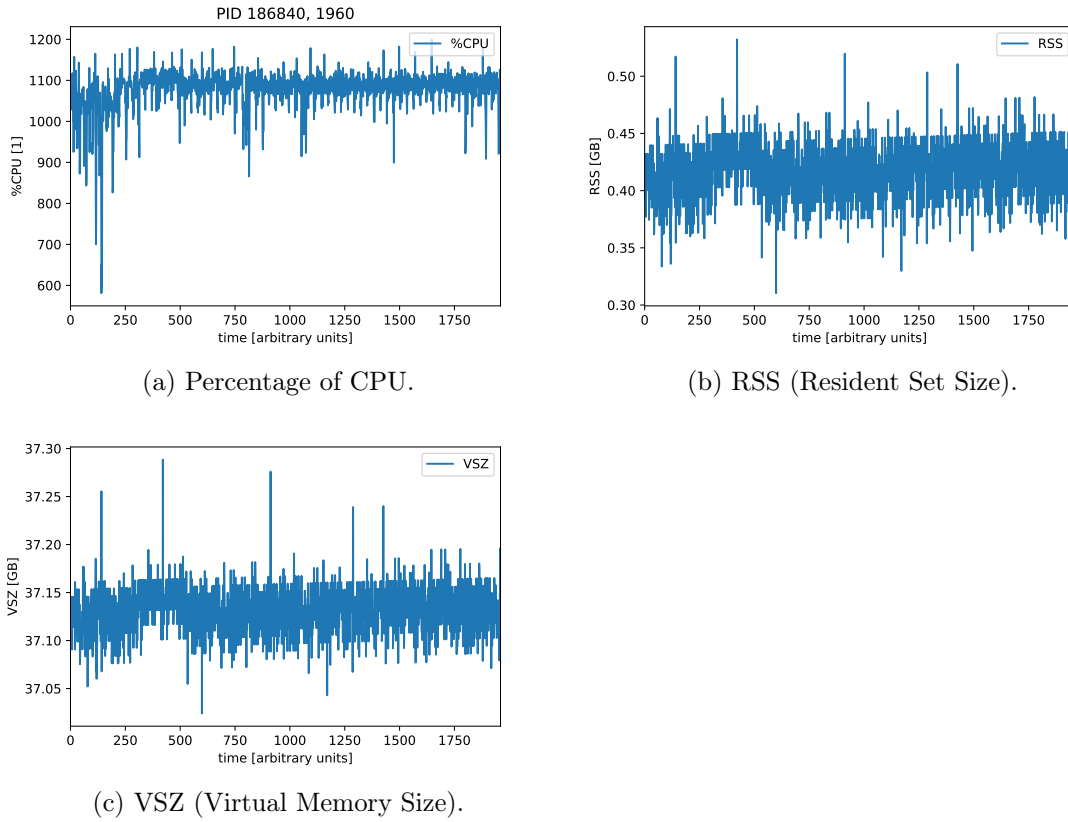 PID 186840, 1960
%CPU
1200
1100
1000
900
800
700
600
%CPU [1]
0 250 500 750 1000 1250 1500 1750
time [arbitrary units]
(a) Percentage of CPU.
RSS
0.50
0.45
0.40
0.35
0.30
RSS [GB]
0 250 500 750 1000 1250 1500 1750
time [arbitrary units]
(b) RSS (Resident Set Size).
VSZ
37.30
37.25
37.20
37.15
37.10
37.05
VSZ [GB]
0 250 500 750 1000 1250 1500 1750
time [arbitrary units]
(c) VSZ (Virtual Memory Size).